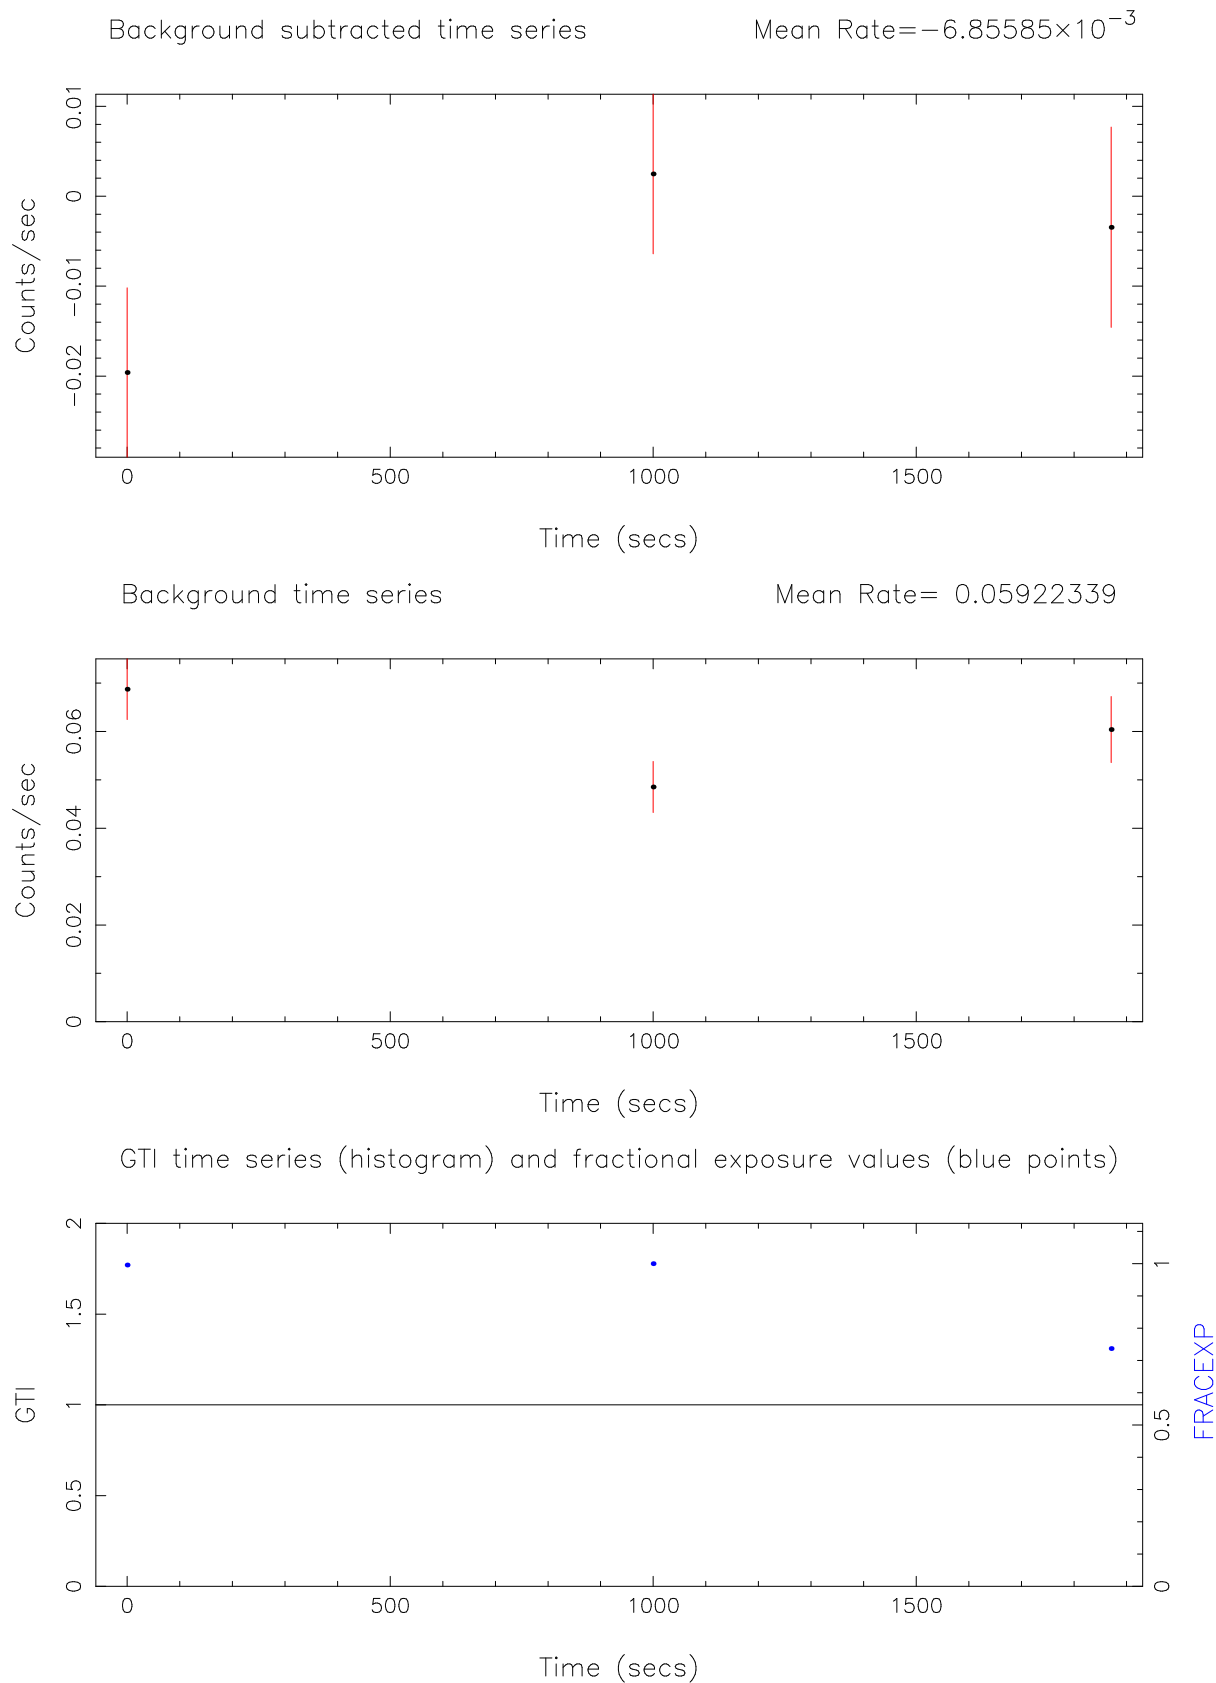 Background subtracted time series Mean Rate=−6.85585×10⁻³
0.01
0
−0.01
−0.02
Counts/sec
0 500 1000 1500
Time (secs)
Background time series Mean Rate= 0.05922339
0.06
0.04
0.02
0
Counts/sec
0 500 1000 1500
Time (secs)
GTI time series (histogram) and fractional exposure values (blue points)
2
1.5
1
0.5
0
GTI
1
0.5
0
FRACEXP
0 500 1000 1500
Time (secs)